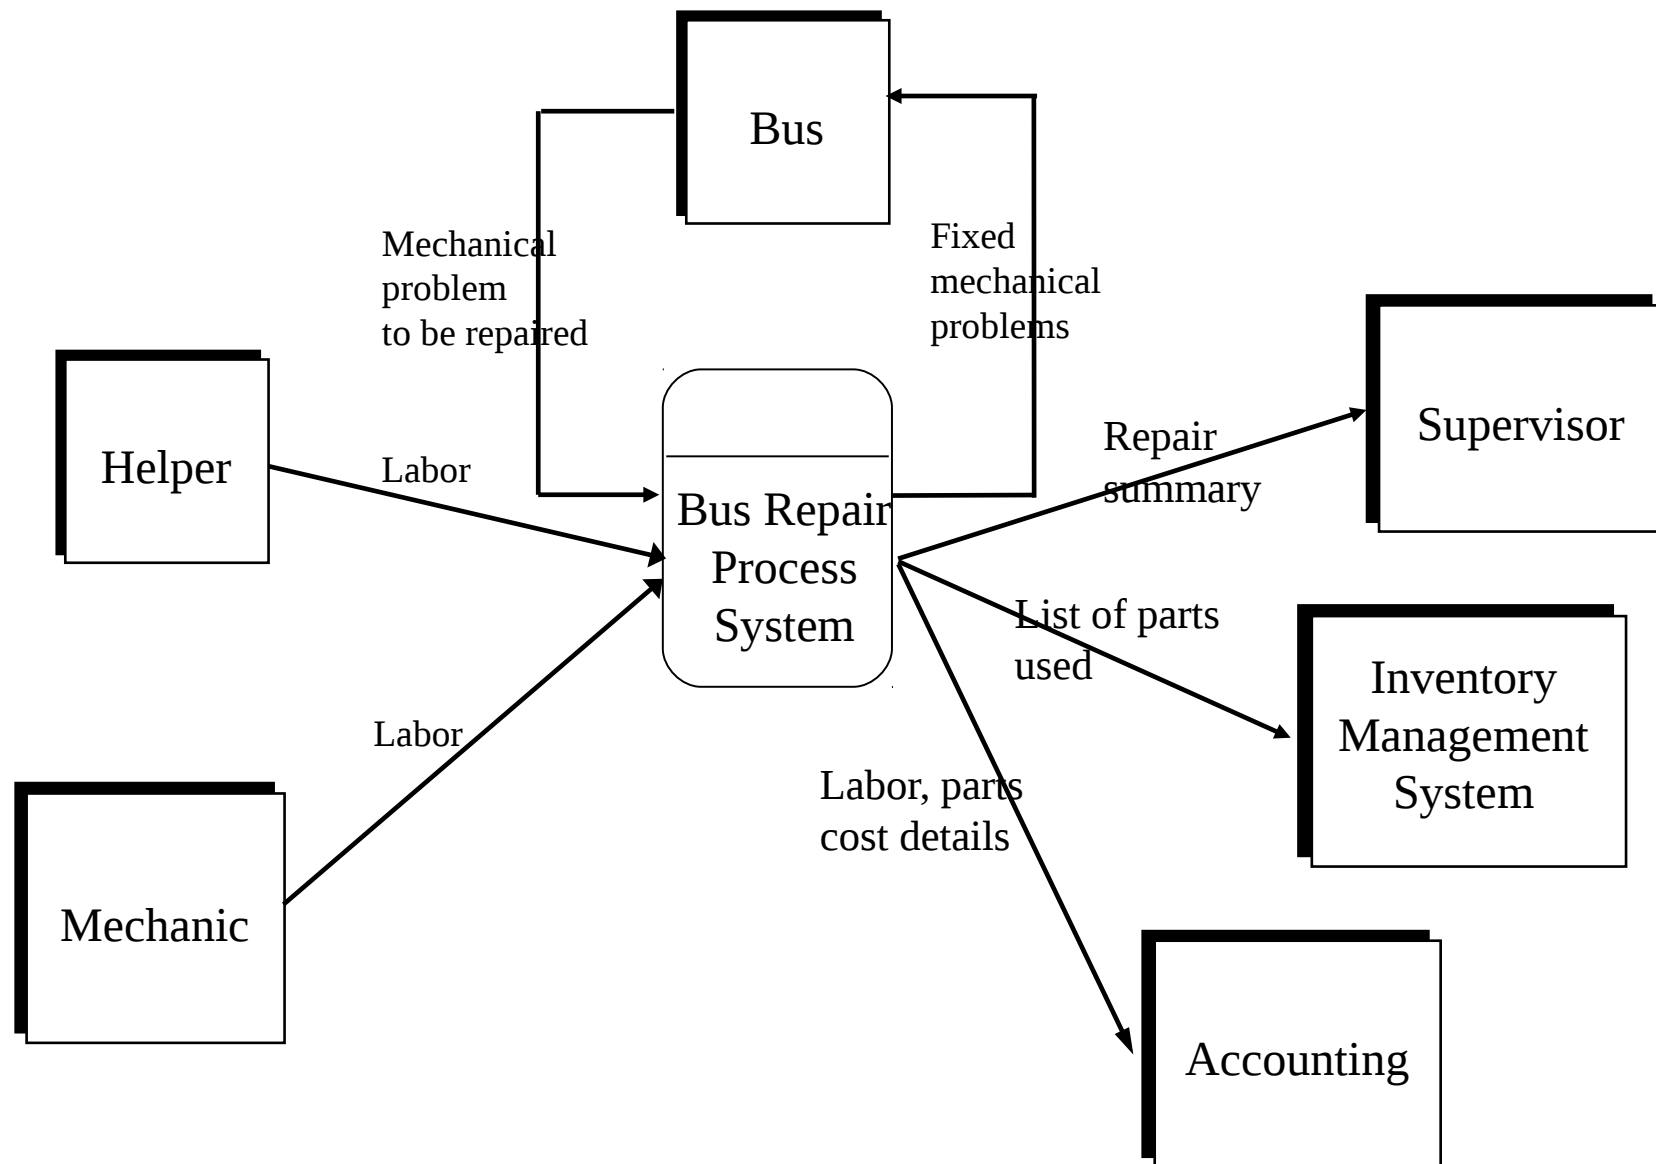 Bus
Mechanical
problem
to be repaired
Fixed
mechanical
problems
Helper
Labor
Bus Repair
Process
System
Repair
summary
Supervisor
List of parts
used
Inventory
Management
System
Labor
Labor, parts
cost details
Mechanic
Accounting